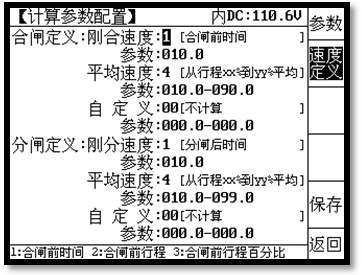 【计算参数配置】 内DC:110.6V 参数
合闸定义:刚合速度:1 [合闸前时间 ]
参数:010.0 速度
平均速度:4 [从行程xx%到yy%平均] 定义
参数:010.0-090.0
自 定 义:00[不计算 ]
参数:000.0-000.0
分闸定义:刚分速度:1 [分闸后时间 ]
参数:010.0
平均速度:4 [从行程xx%到yy%平均]
参数:010.0-099.0
自 定 义:00[不计算 ] 保存
参数:000.0-000.0
1:合闸前时间 2:合闸前行程 3:合闸前行程百分比 返回